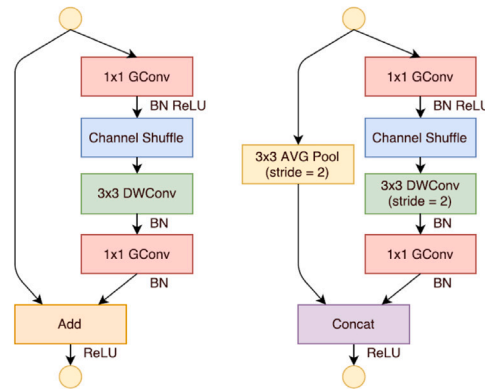 1x1 GConv
BN ReLU
Channel Shuffle
3x3 DWConv
BN
1x1 GConv
BN
Add
ReLU
1x1 GConv
BN ReLU
Channel Shuffle
3x3 AVG Pool
(stride = 2)
3x3 DWConv
(stride = 2)
BN
1x1 GConv
BN
Concat
ReLU